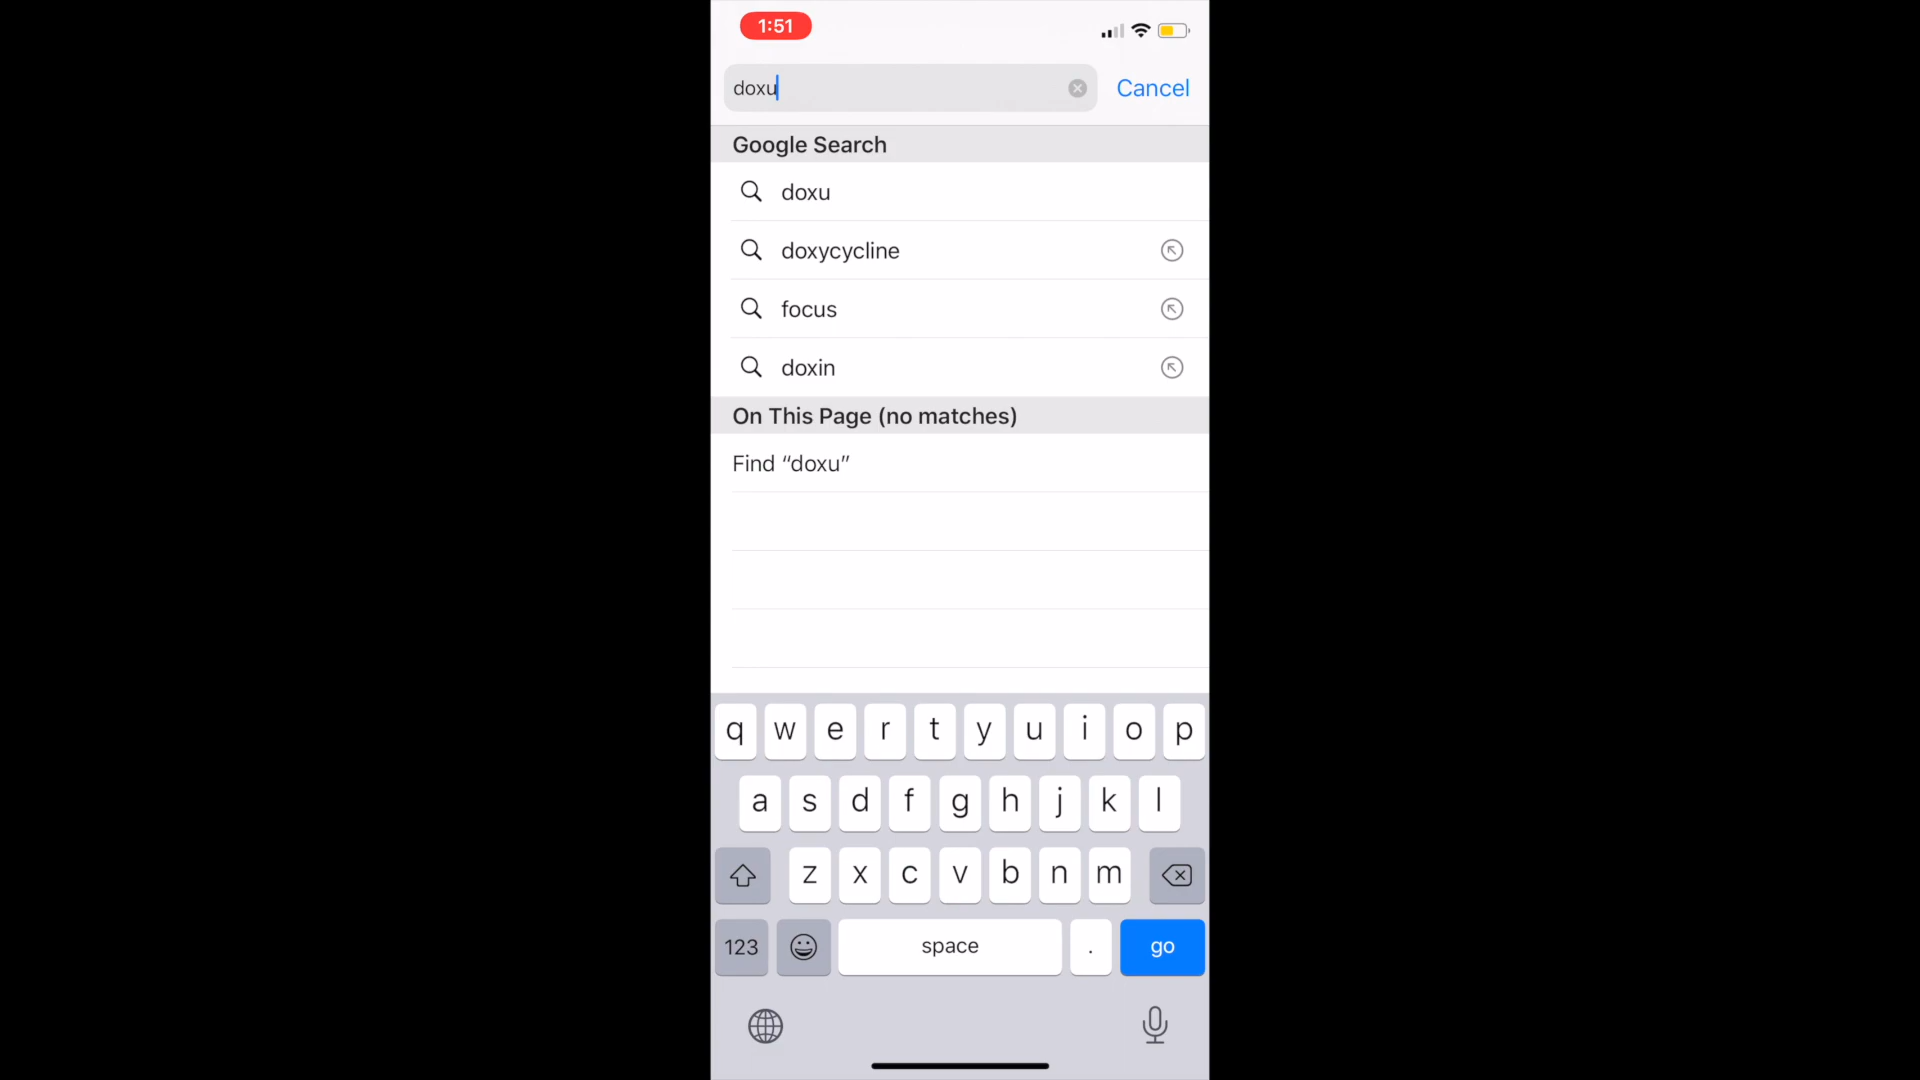 1:51
doxu
Cancel
Google Search
doxu
doxycycline
focus
doxin
On This Page (no matches)
Find “doxu”
q w e r t y u i o p
a s d f g h j k l
z x c v b n m
123 space . go